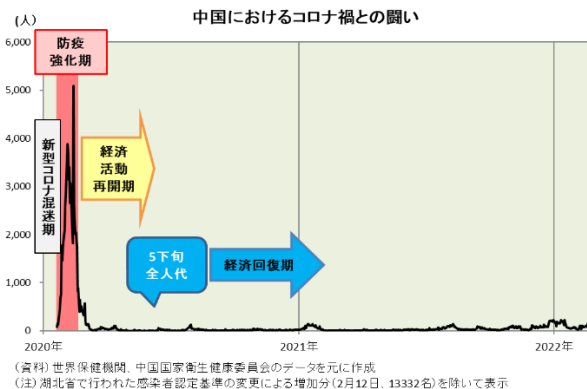 中国におけるコロナ禍との闘い
(人)
6,000
5,000
4,000
3,000
2,000
1,000
0
防疫
強化期
新型コロナ混迷期
経済
活動
再開期
5下旬
全人代
経済回復期
2020年
2021年
2022年
(資料) 世界保健機関、中国国家衛生健康委員会のデータを元に作成
(注) 湖北省で行われた感染者認定基準の変更による増加分(2月12日、13332名)を除いて表示